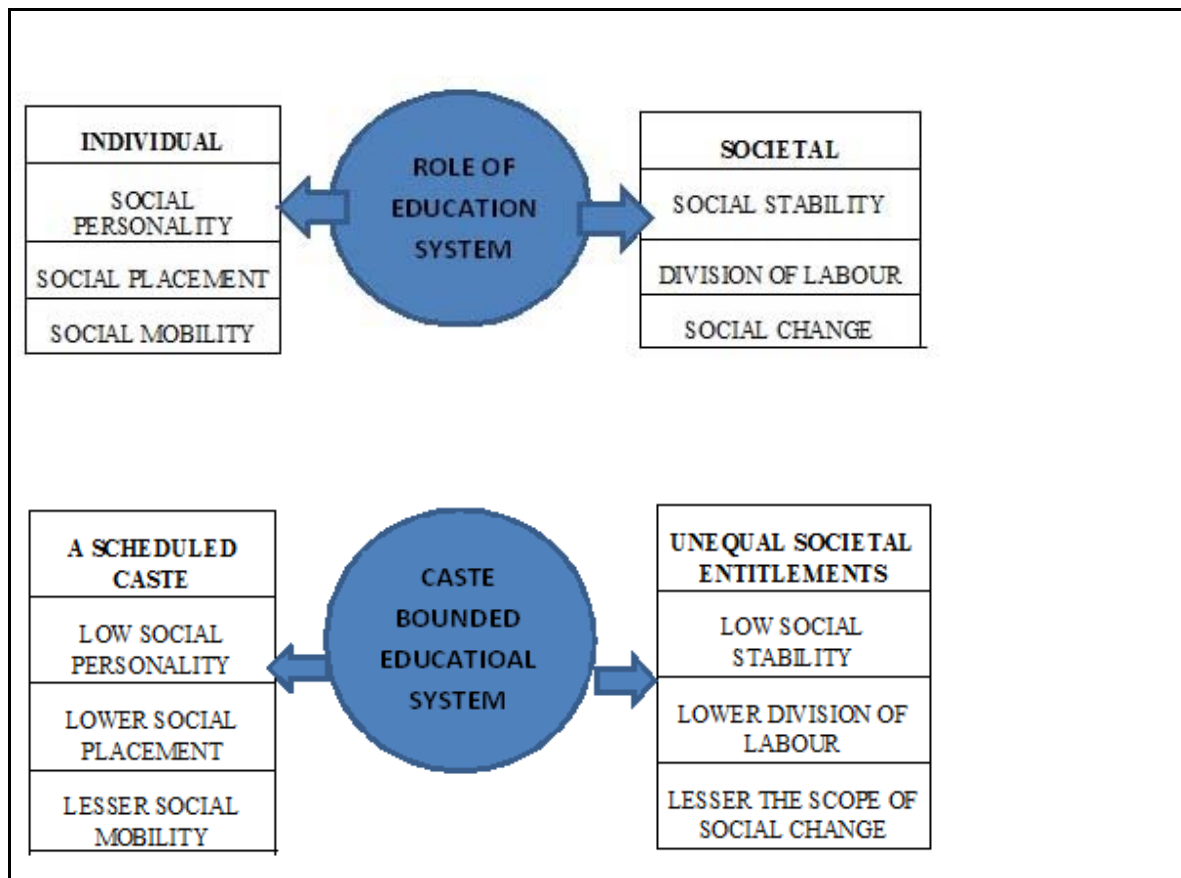 INDIVIDUAL
SOCIAL
PERSONALITY
SOCIAL PLACEMENT
SOCIAL MOBILITY
ROLE OF
EDUCATION
SYSTEM
SOCIETAL
SOCIAL STABILITY
DIVISION OF LABOUR
SOCIAL CHANGE
A SCHEDULED
CASTE
LOW SOCIAL
PERSONALITY
LOWER SOCIAL
PLACEMENT
LESSER SOCIAL
MOBILITY
CASTE
BOUNDED
EDUCATIOAL
SYSTEM
UNEQUAL SOCIETAL
ENTITLEMENTS
LOW SOCIAL
STABILITY
LOWER DIVISION OF
LABOUR
LESSER THE SCOPE OF
SOCIAL CHANGE